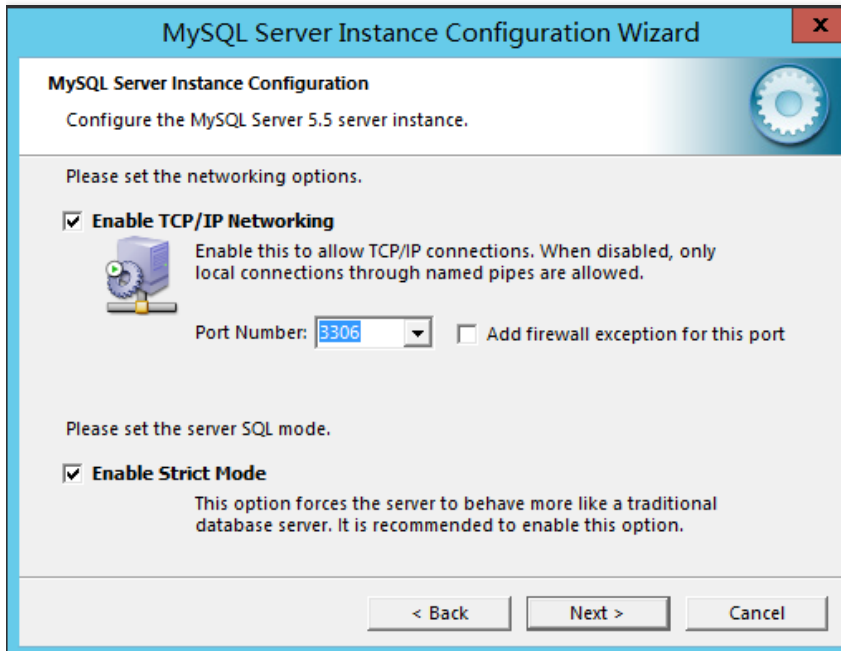 MySQL Server Instance Configuration Wizard
x
MySQL Server Instance Configuration
Configure the MySQL Server 5.5 server instance.
Please set the networking options.
Enable TCP/IP Networking
Enable this to allow TCP/IP connections. When disabled, only
local connections through named pipes are allowed.
Port Number: 3306 Add firewall exception for this port
Please set the server SQL mode.
Enable Strict Mode
This option forces the server to behave more like a traditional
database server. It is recommended to enable this option.
< Back Next > Cancel